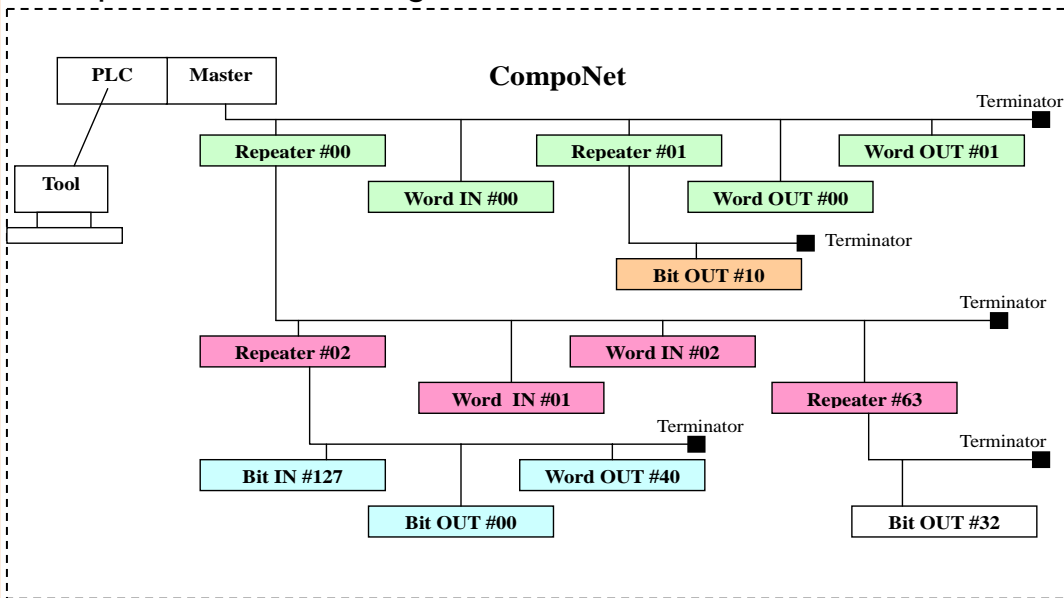 PLC
Master
CompoNet
Terminator
Repeater #00
Repeater #01
Word OUT #01
Tool
Word IN #00
Word OUT #00
Terminator
Bit OUT #10
Terminator
Repeater #02
Word IN #02
Word IN #01
Repeater #63
Terminator
Terminator
Bit IN #127
Word OUT #40
Bit OUT #00
Bit OUT #32